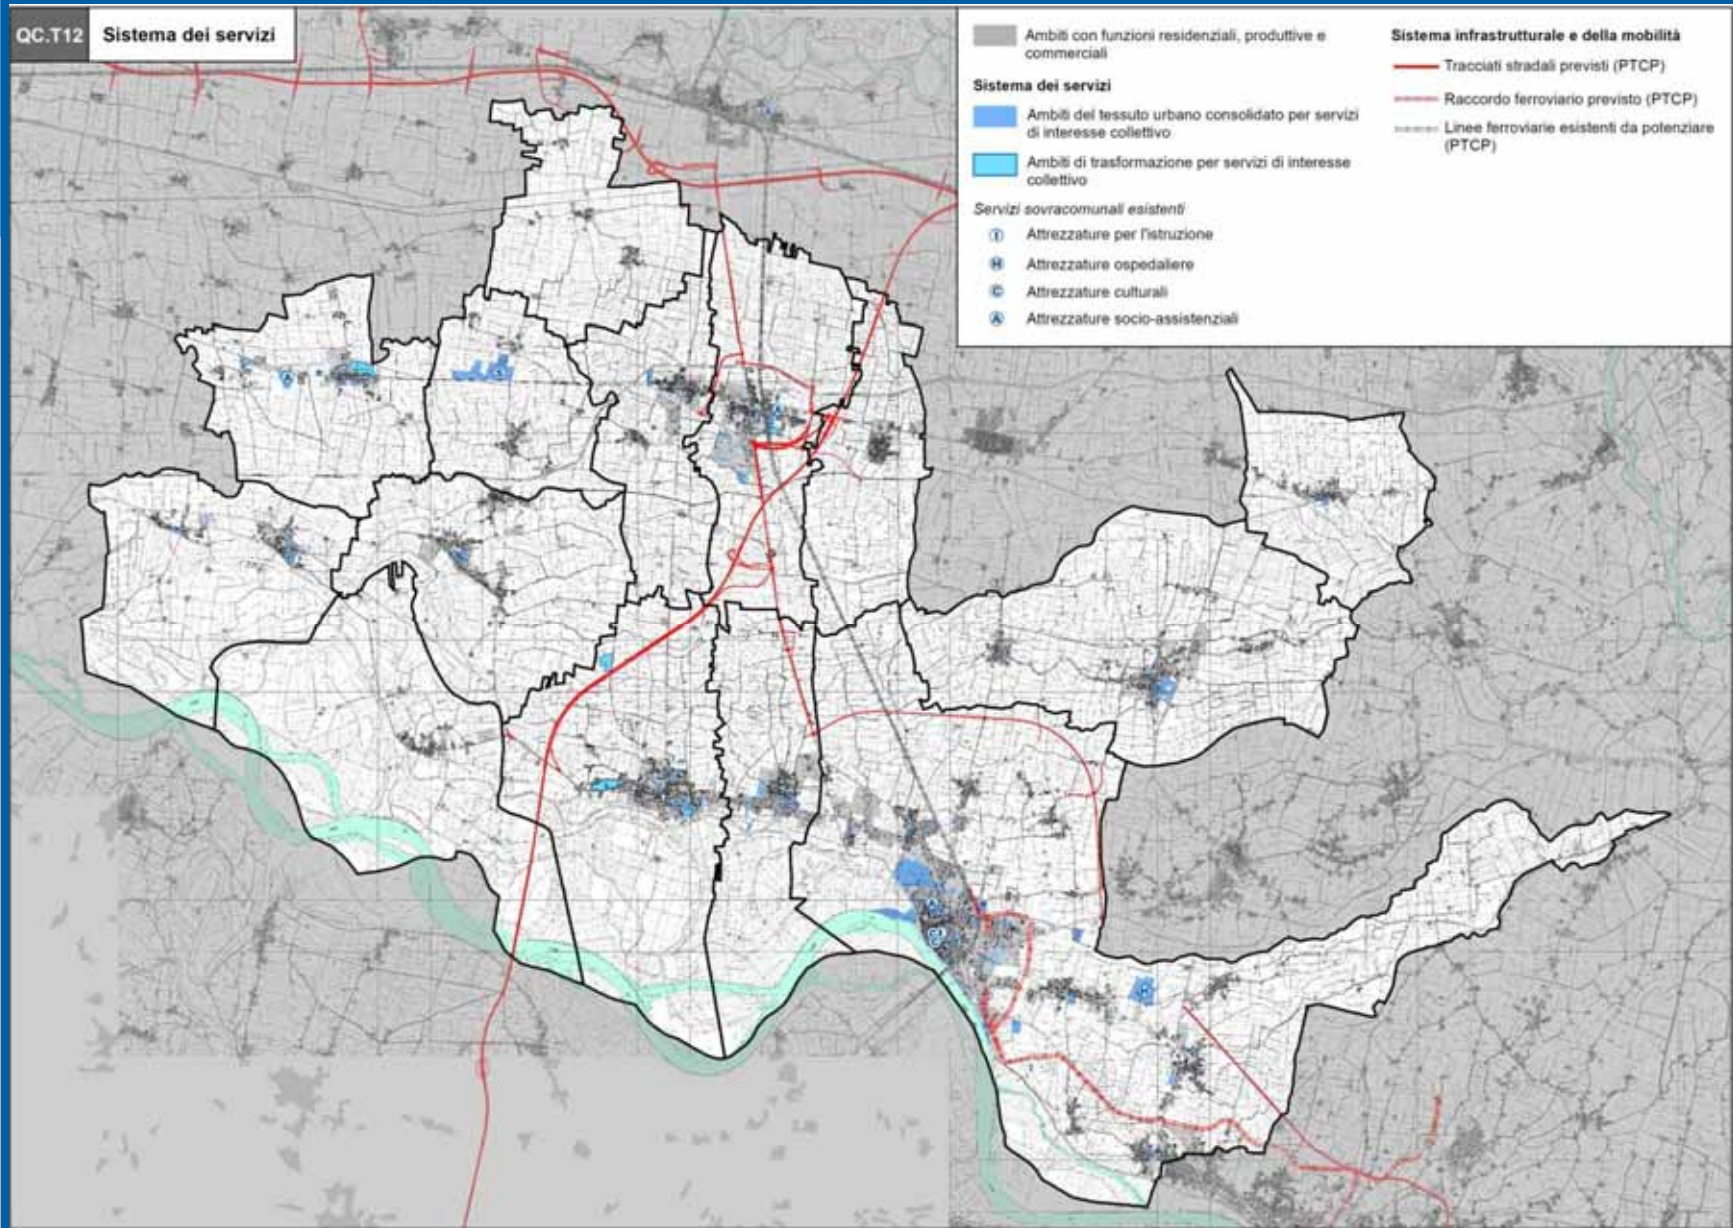 QC.T12 Sistema dei servizi
Ambiti con funzioni residenziali, produttive e
commerciali
Sistema dei servizi
Ambiti del tessuto urbano consolidato per servizi
di interesse collettivo
Ambiti di trasformazione per servizi di interesse
collettivo
Servizi sovracomunali esistenti
I Attrezzature per l'istruzione
H Attrezzature ospedaliere
C Attrezzature culturali
A Attrezzature socio-assistenziali
Sistema infrastrutturale e della mobilità
Tracciati stradali previsti (PTCP)
Raccordo ferroviario previsto (PTCP)
Linee ferroviarie esistenti da potenziare
(PTCP)